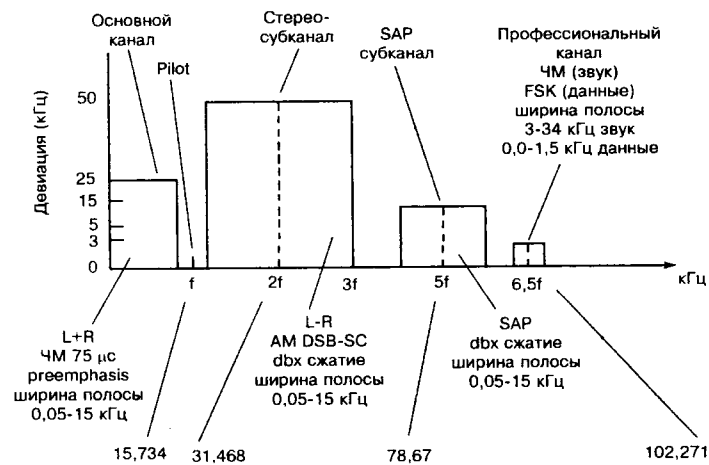 Основной
канал
Pilot
Стерео-
субканал
SAP
субканал
Профессиональный
канал
ЧМ (звук)
FSK (данные)
ширина полосы
3-34 кГц звук
0,0-1,5 кГц данные
Девиация (кГц)
50
25
15
5
3
0
f
2f
3f
5f
6,5f
кГц
L+R
ЧМ 75 μс
preemphasis
ширина полосы
0,05-15 кГц
L-R
AM DSB-SC
dbx сжатие
ширина полосы
0,05-15 кГц
SAP
dbx сжатие
ширина полосы
0,05-15 кГц
15,734
31,468
78,67
102,271